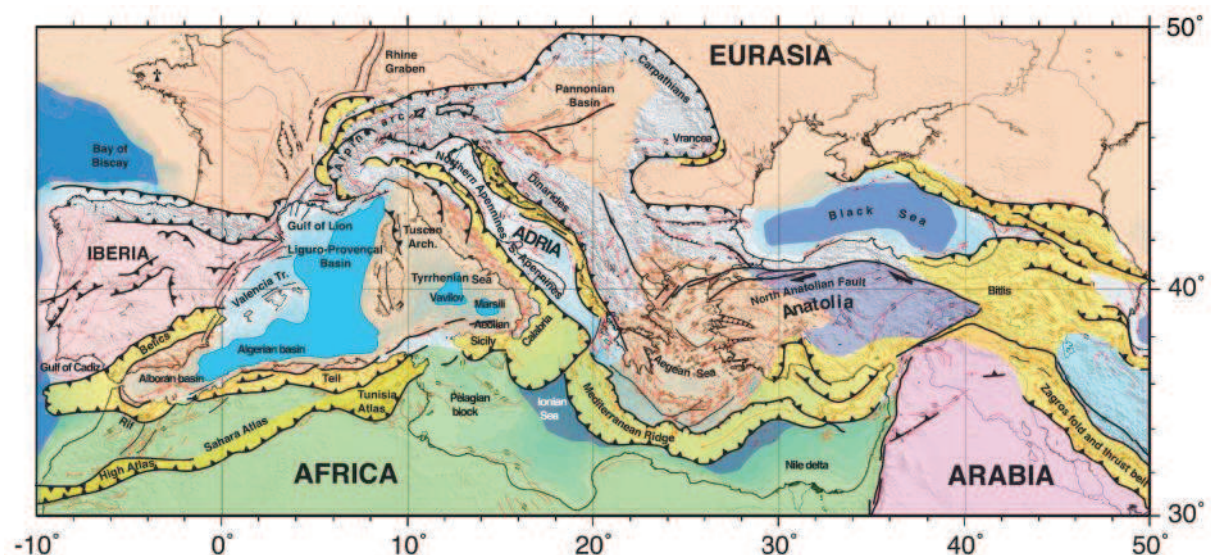 50°
EURASIA
Rhine
Graben
Carpathians
Pannonian
Basin
Vrancea
Alpine arc
Bay of
Biscay
Northern Apennines
S. Apennines
Dinarides
Gulf of Lion
Tuscan
Arch.
ADRIA
Black Sea
IBERIA
Liguro-Provençal
Basin
Valencia Tr.
Tyrrhenian Sea
Vavilov
Marsili
North Anatolian Fault
Anatolia
Bitlis
40°
Aeolian
Sicily
Calabria
Betics
Algerian basin
Aegean Sea
Gulf of Cadiz
Alboran basin
Tell
Tunisia
Atlas
Pelagian
block
Ionian
Sea
Mediterranean Ridge
Rif
Sahara Atlas
High Atlas
Zagros fold and thrust belt
AFRICA
Nile delta
ARABIA
30°
-10°
0°
10°
20°
30°
40°
50°